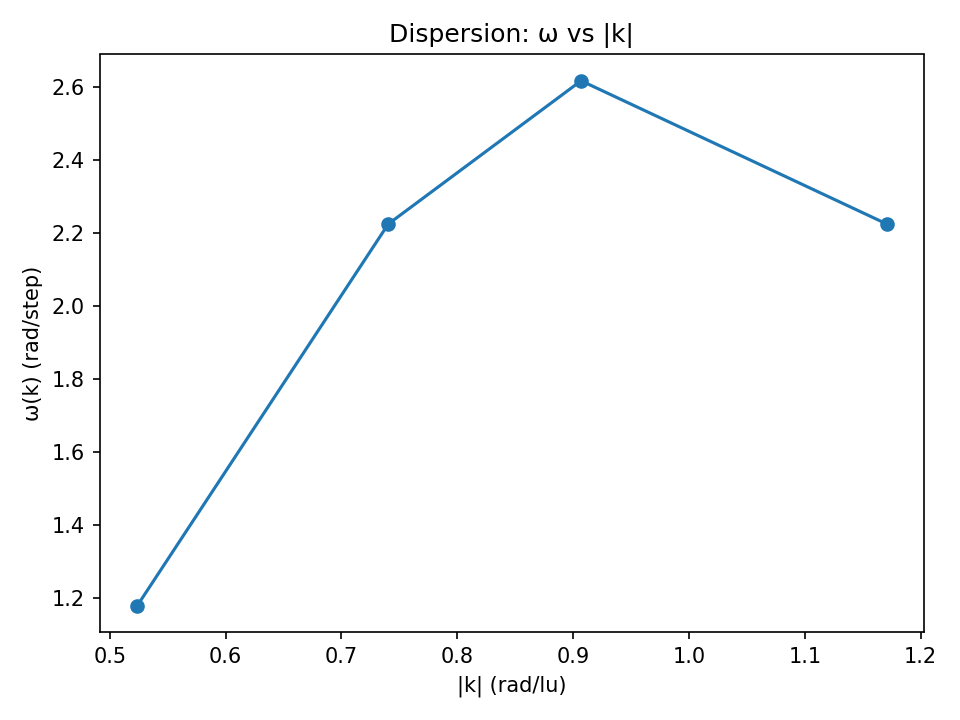 Dispersion: ω vs |k|
ω(k) (rad/step)
2.6
2.4
2.2
2.0
1.8
1.6
1.4
1.2
0.5 0.6 0.7 0.8 0.9 1.0 1.1 1.2
|k| (rad/lu)